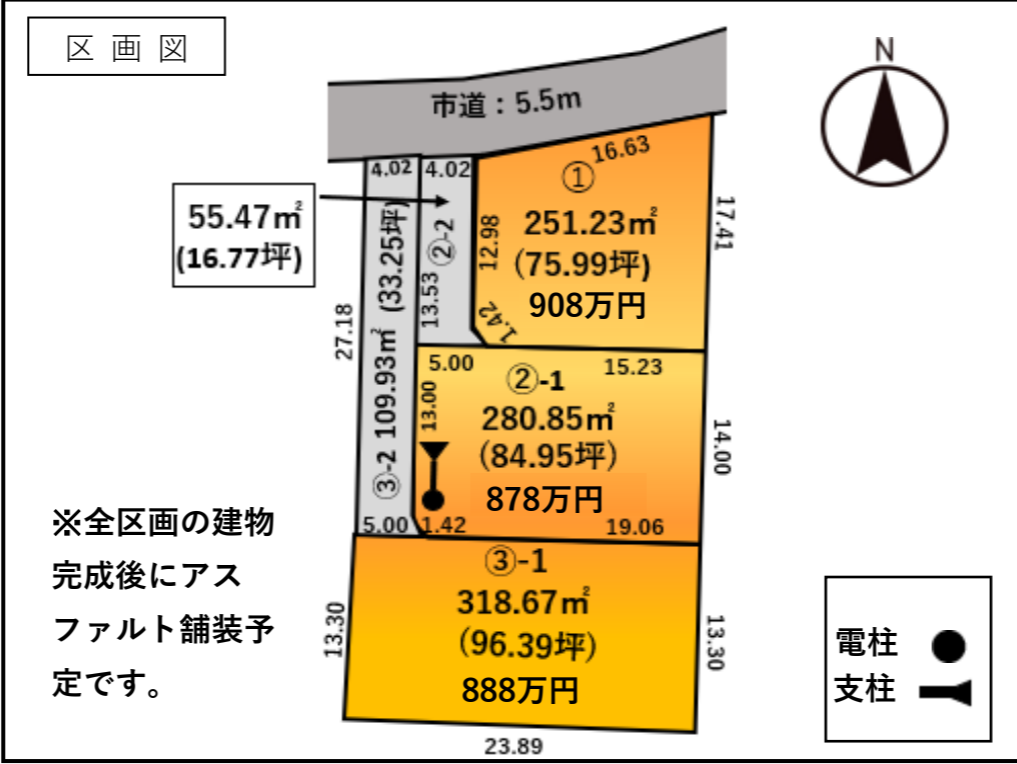 区 画 図
N
市道：5.5m
4.02
4.02
16.63
①
251.23㎡
(75.99坪)
908万円
17.41
12.98
1.42
55.47㎡
(16.77坪)
②-2
13.53
27.18
③-2 109.93㎡ (33.25坪)
5.00
15.23
②-1
280.85㎡
(84.95坪)
878万円
13.00
14.00
5.00
1.42
19.06
③-1
318.67㎡
(96.39坪)
888万円
13.30
13.30
23.89
※全区画の建物
完成後にアス
ファルト舗装予
定です。
電柱
支柱